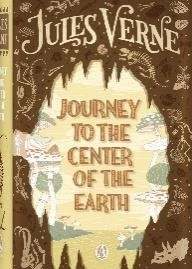 JULES VERNE
JOURNEY
TO THE
CENTER
OF THE
EARTH